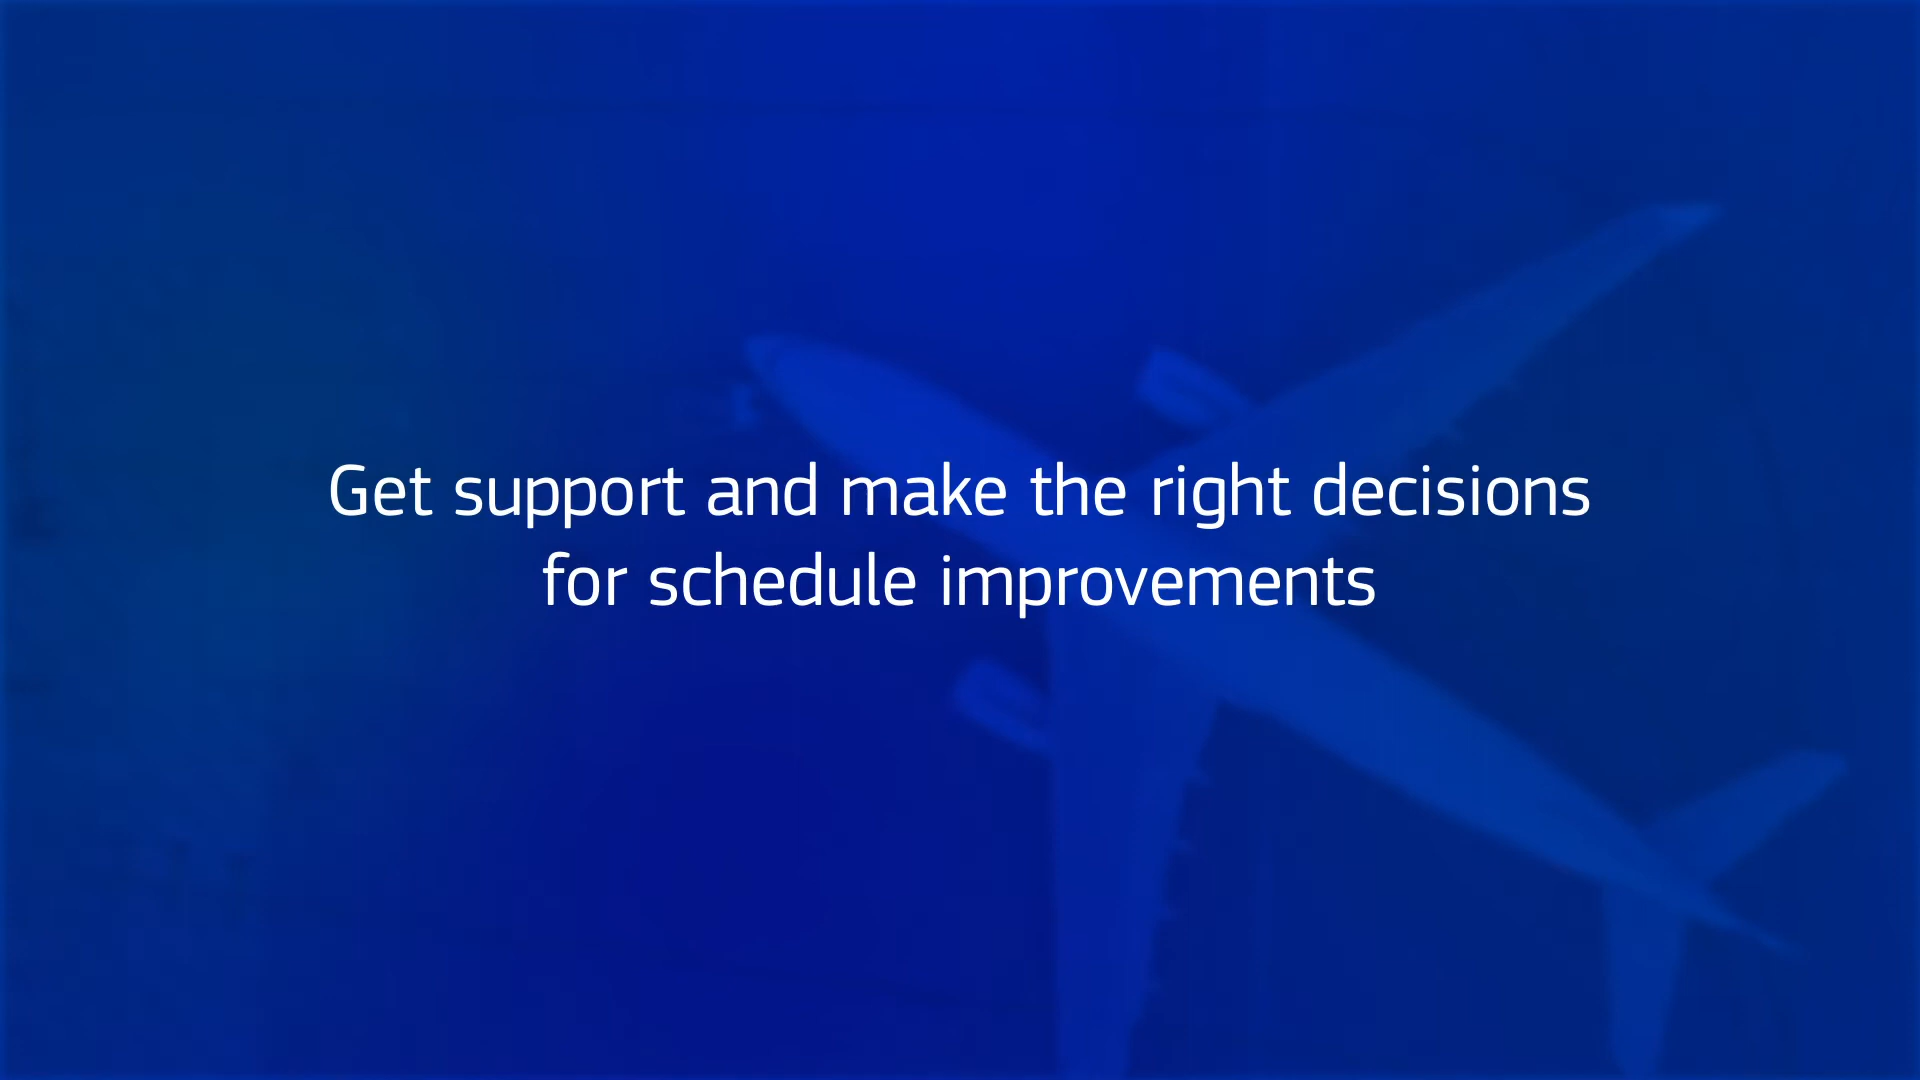 Get support and make the right decisions
for schedule improvements